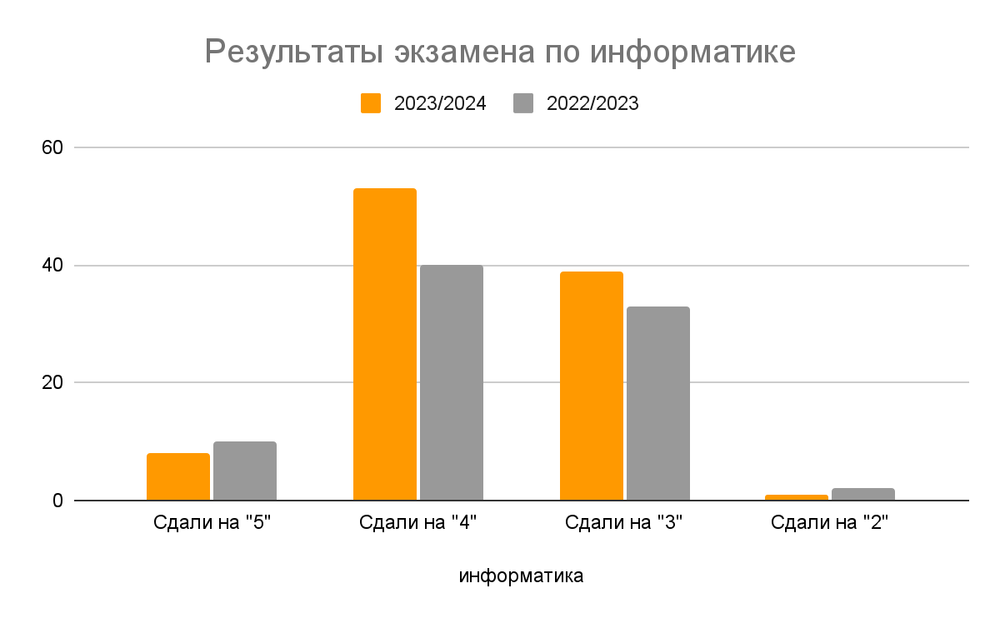 Результаты экзамена по информатике
2023/2024 2022/2023
60
40
20
0
Сдали на "5" Сдали на "4" Сдали на "3" Сдали на "2"
информатика